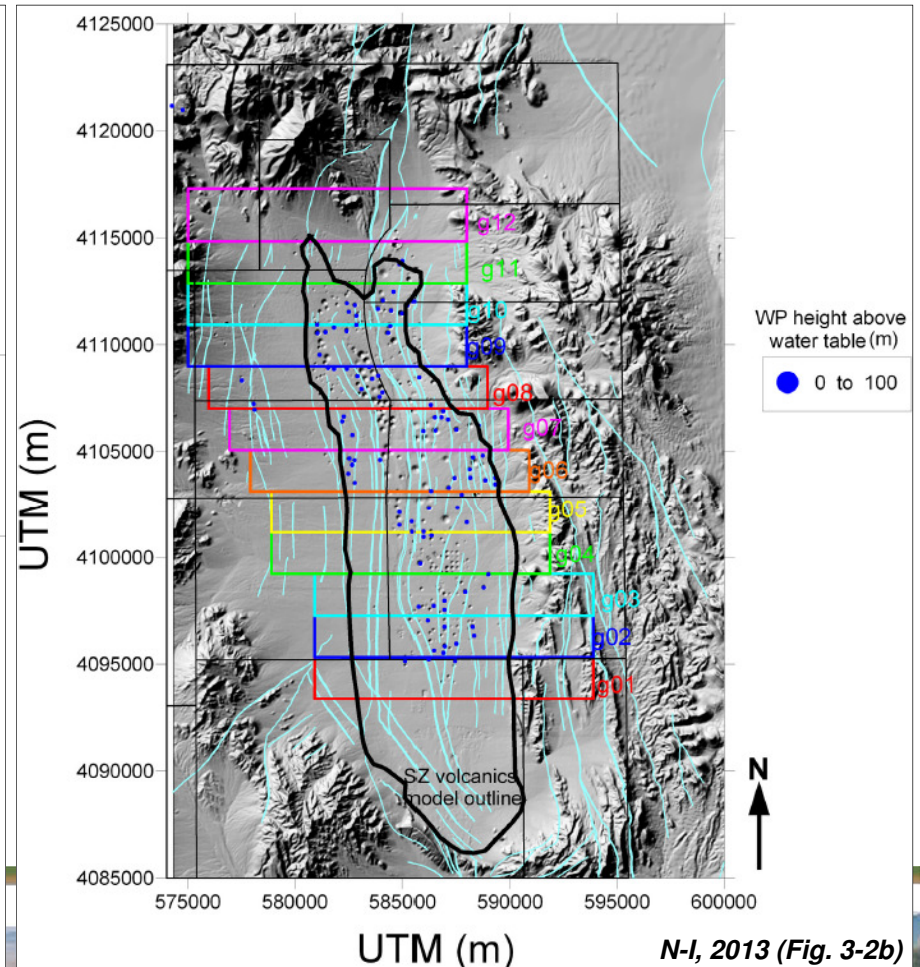 4125000
4120000
4115000
4110000
4105000
4100000
4095000
4090000
4085000
UTM (m)
g12
g11
g10
g09
g08
g07
g06
g05
g04
g03
g02
g01
SZ volcanics
model outline
WP height above
water table (m)
0 to 100
N
575000 580000 585000 590000 595000 600000
UTM (m)
N-I, 2013 (Fig. 3-2b)